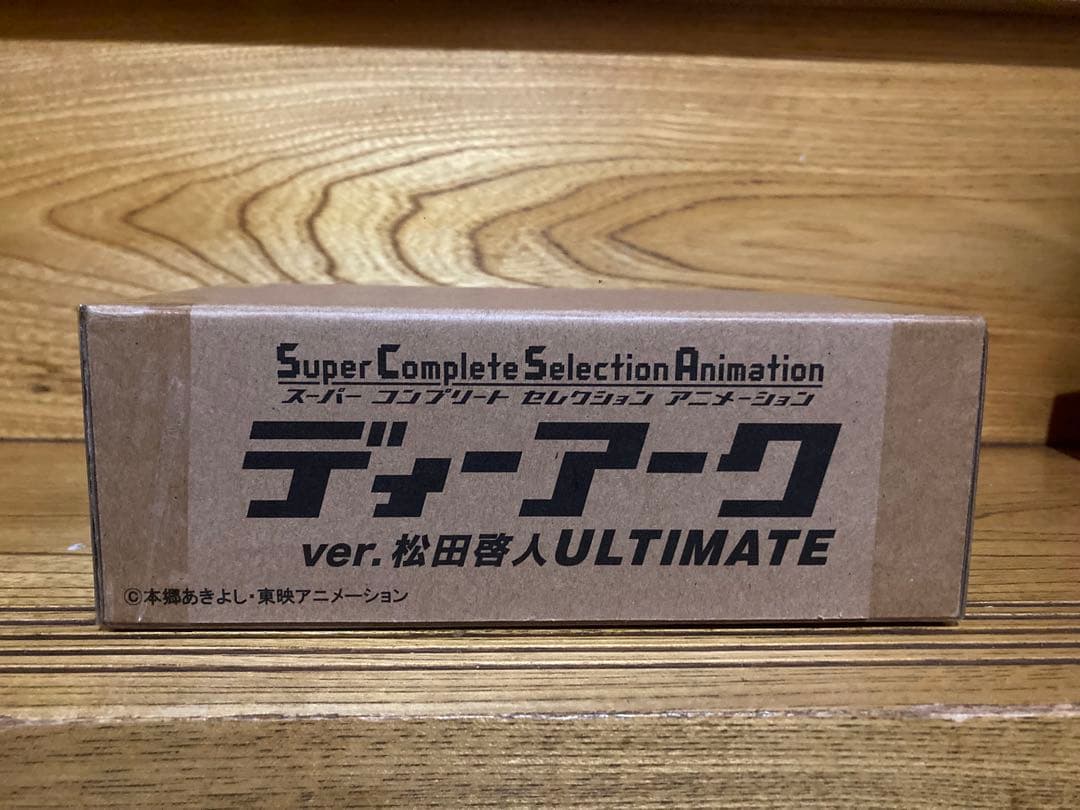 Super Complete Selection Animation
スーパー コンプリート セレクション アニメーション
ディーアーク
ver.松田啓人ULTIMATE
©本郷あきよし・東映アニメーション